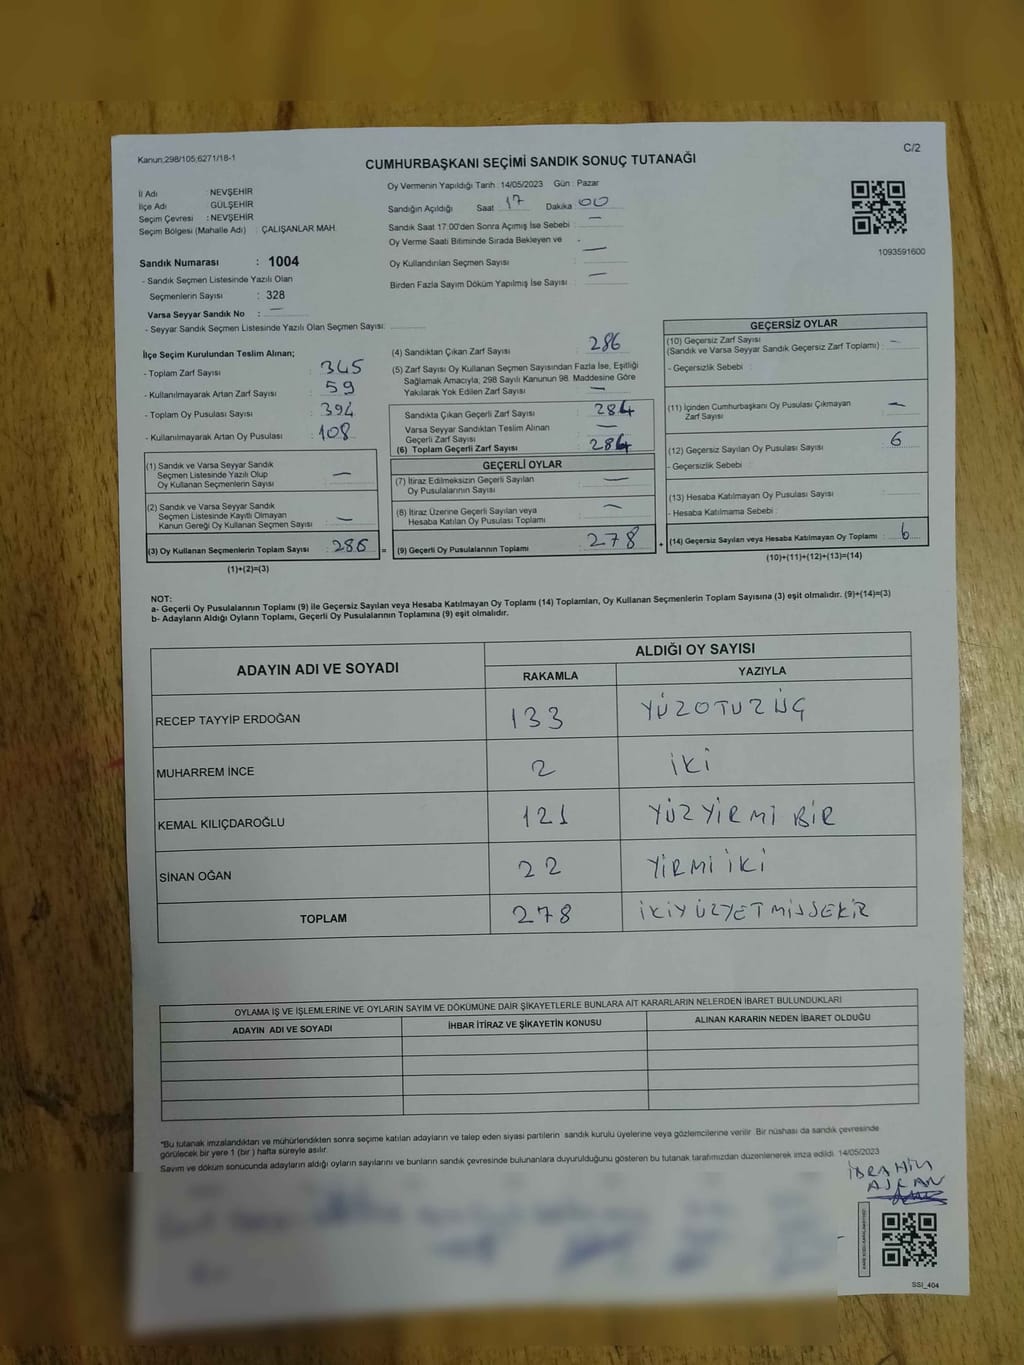 Kanun;298/105;6271/18-1
CUMHURBAŞKANI SEÇİMİ SANDIK SONUÇ TUTANAĞI
C/2
İl Adı : NEVŞEHİR
İlçe Adı : GÜLŞEHİR
Seçim Çevresi : NEVŞEHİR
Seçim Bölgesi (Mahalle Adı) : ÇALIŞANLAR MAH.
Oy Vermenin Yapıldığı Tarih :14/05/2023 Gün : Pazar
Sandığın Açıldığı Saat 17 Dakika 00
Sandık Saat 17:00'den Sonra Açımış İse Sebebi : —
Oy Verme Saati Bitiminde Sırada Bekleyen ve
Oy Kullandırılan Seçmen Sayısı : —
Birden Fazla Sayım Döküm Yapılmış İse Sayısı : —
1093591600
Sandık Numarası : 1004
- Sandık Seçmen Listesinde Yazılı Olan
Seçmenlerin Sayısı : 328
Varsa Seyyar Sandık No : —
- Seyyar Sandık Seçmen Listesinde Yazılı Olan Seçmen Sayısı:
İlçe Seçim Kurulundan Teslim Alınan;
- Toplam Zarf Sayısı : 345
- Kullanılmayarak Artan Zarf Sayısı : 59
- Toplam Oy Pusulası Sayısı : 394
- Kullanılmayarak Artan Oy Pusulası : 108
(1) Sandık ve Varsa Seyyar Sandık
Seçmen Listesinde Yazılı Olup
Oy Kullanan Seçmenlerin Sayısı : —
(2) Sandık ve Varsa Seyyar Sandık
Seçmen Listesinde Kayıtlı Olmayan
Kanun Gereği Oy Kullanan Seçmen Sayısı : —
(3) Oy Kullanan Seçmenlerin Toplam Sayısı : 286
(1)+(2)=(3)
=
(4) Sandıktan Çıkan Zarf Sayısı : 286
(5) Zarf Sayısı Oy Kullanan Seçmen Sayısından Fazla İse, Eşitliği
Sağlamak Amacıyla, 298 Sayılı Kanunun 98. Maddesine Göre
Yakılarak Yok Edilen Zarf Sayısı : —
Sandıkta Çıkan Geçerli Zarf Sayısı : 284
Varsa Seyyar Sandıktan Teslim Alınan
Geçerli Zarf Sayısı : —
(6) Toplam Geçerli Zarf Sayısı : 284
GEÇERLİ OYLAR
(7) İtiraz Edilmeksizin Geçerli Sayılan
Oy Pusulalarının Sayısı : —
(8) İtiraz Üzerine Geçerli Sayılan veya
Hesaba Katılan Oy Pusulası Toplamı : —
(9) Geçerli Oy Pusulalarının Toplamı : 278
+
GEÇERSİZ OYLAR
(10) Geçersiz Zarf Sayısı
(Sandık ve Varsa Seyyar Sandık Geçersiz Zarf Toplamı) : —
- Geçersizlik Sebebi :
(11) İçinden Cumhurbaşkanı Oy Pusulası Çıkmayan
Zarf Sayısı : —
(12) Geçersiz Sayılan Oy Pusulası Sayısı : 6
- Geçersizlik Sebebi :
(13) Hesaba Katılmayan Oy Pusulası Sayısı :
- Hesaba Katılmama Sebebi :
(14) Geçersiz Sayılan veya Hesaba Katılmayan Oy Toplamı : 6
(10)+(11)+(12)+(13)=(14)
NOT:
a- Geçerli Oy Pusulalarının Toplamı (9) ile Geçersiz Sayılan veya Hesaba Katılmayan Oy Toplamı (14) Toplamları, Oy Kullanan Seçmenlerin Toplam Sayısına (3) eşit olmalıdır. (9)+(14)=(3)
b- Adayların Aldığı Oyların Toplamı, Geçerli Oy Pusulalarının Toplamına (9) eşit olmalıdır.
ADAYIN ADI VE SOYADI
ALDIĞI OY SAYISI
RAKAMLA YAZIYLA
RECEP TAYYİP ERDOĞAN 133 YÜZOTUZ ÜÇ
MUHARREM İNCE 2 İKİ
KEMAL KILIÇDAROĞLU 121 YÜZ YİRMİ BİR
SİNAN OĞAN 22 YİRMİ İKİ
TOPLAM 278 İKİYÜZYETMİŞSEKİZ
OYLAMA İŞ VE İŞLEMLERİNE VE OYLARIN SAYIM VE DÖKÜMÜNE DAİR ŞİKAYETLERLE BUNLARA AİT KARARLARIN NELERDEN İBARET BULUNDUKLARI
ADAYIN ADI VE SOYADI İHBAR İTİRAZ VE ŞİKAYETİN KONUSU ALINAN KARARIN NEDEN İBARET OLDUĞU
*Bu tutanak imzalandıktan ve mühürlendikten sonra seçime katılan adayların ve talep eden siyasi partilerin sandık kurulu üyelerine veya gözlemcilerine verilir. Bir nüshası da sandık çevresinde
görülecek bir yere 1 (bir) hafta süreyle asılır.
Sayım ve döküm sonucunda adayların aldığı oyların sayılarını ve bunların sandık çevresinde bulunanlara duyurulduğunu gösteren bu tutanak tarafımızdan düzenlenerek imza edildi. 14/05/2023
İBRAHİM
SSI_404